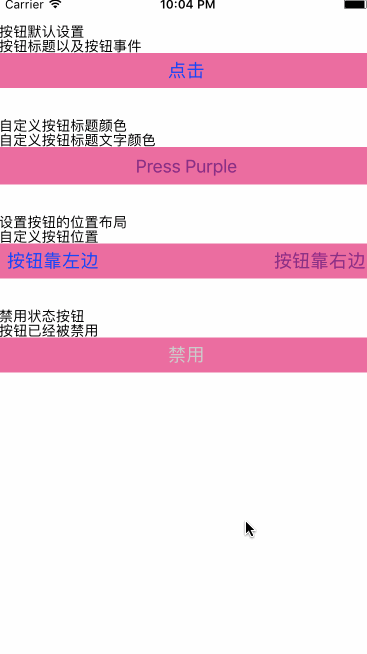 Carrier 10:04 PM
按钮默认设置
按钮标题以及按钮事件
点击
自定义按钮标题颜色
自定义按钮标题文字颜色
Press Purple
设置按钮的位置布局
自定义按钮位置
按钮靠左边 按钮靠右边
禁用状态按钮
按钮已经被禁用
禁用